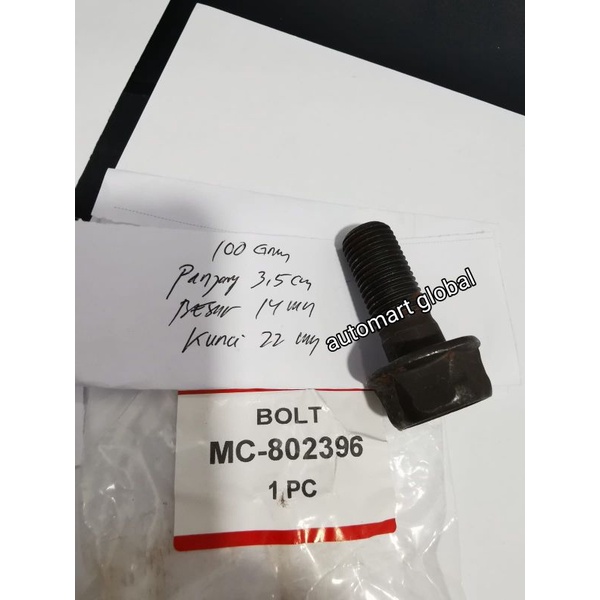 100 Gram
Panjang 3,5 cm
Besar 14 mm
Kunci 22 mm
automart global
BOLT
MC-802396
1 PC